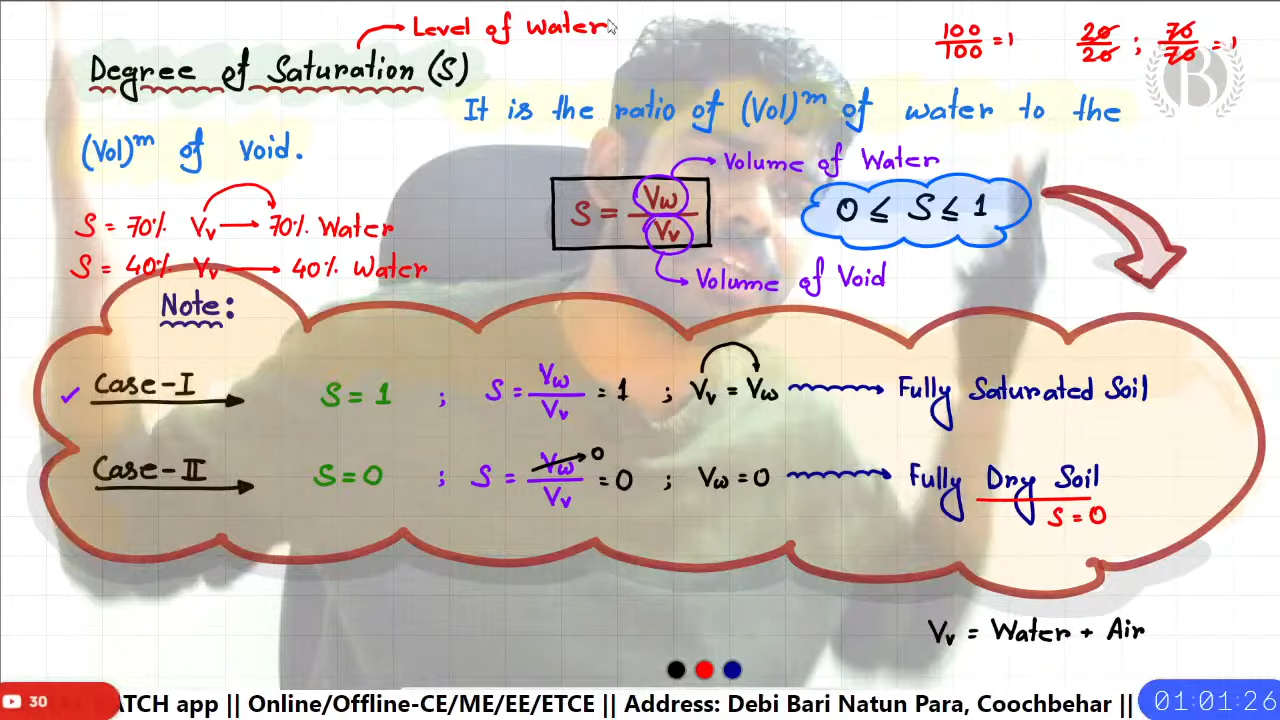 Level of water
100/100 = 1 20/20 ; 70/70 = 1
Degree of Saturation (S)
It is the ratio of (Vol)ᵐ of water to the
(Vol)ᵐ of Void.
Volume of Water
S = Vw/Vv
0 ≤ S ≤ 1
Volume of Void
S = 70% Vv → 70% Water
S = 40% Vv → 40% Water
Note:
Case-I S = 1 ; S = Vw/Vv = 1 ; Vv = Vw Fully Saturated Soil
Case-II S = 0 ; S = Vw/Vv = 0 ; Vw = 0 Fully Dry Soil
0
S = 0
Vv = Water + Air
B
30
ATCH app || Online/Offline-CE/ME/EE/ETCE || Address: Debi Bari Natun Para, Coochbehar ||
01:01:26